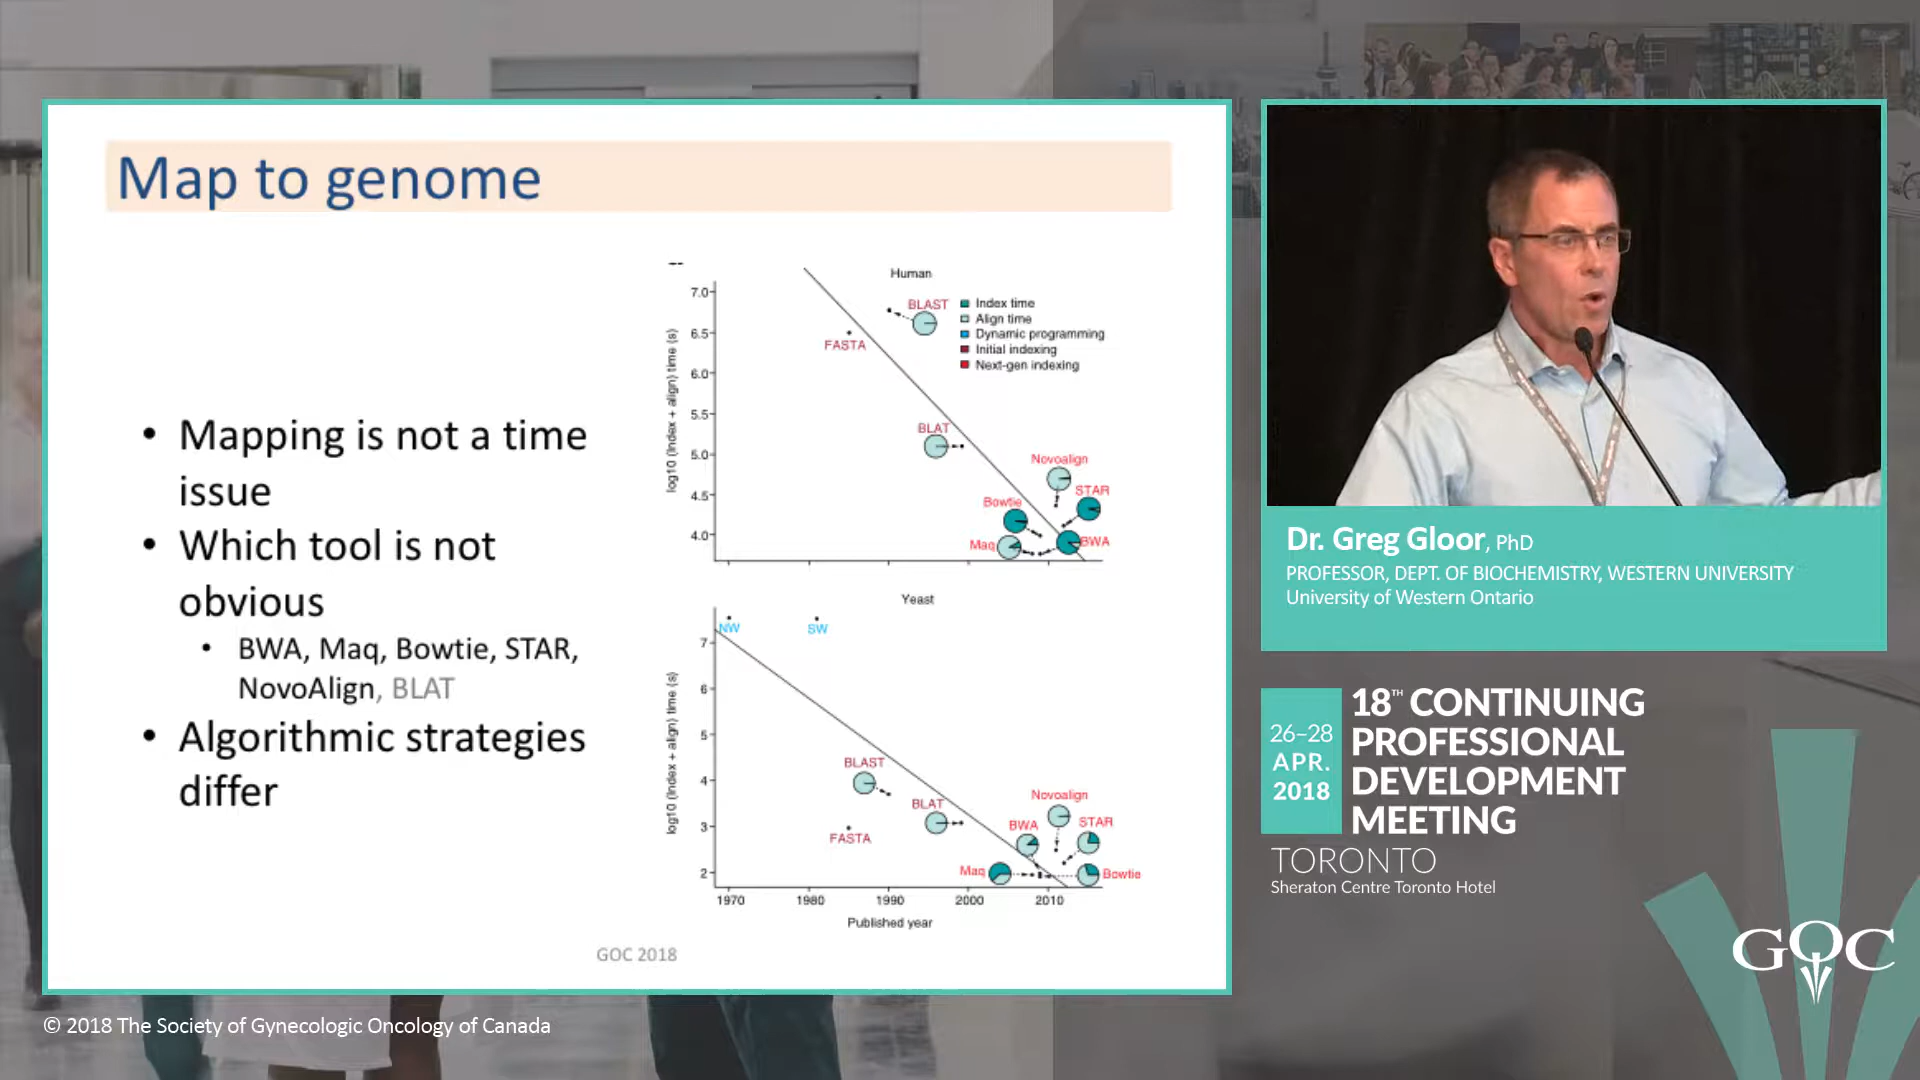 Map to genome
• Mapping is not a time
issue
• Which tool is not
obvious
• BWA, Maq, Bowtie, STAR,
NovoAlign, BLAT
• Algorithmic strategies
differ
Human
log10 (index + align) time (s)
7.0
6.5
6.0
5.5
5.0
4.5
4.0
BLAST
FASTA
BLAT
Novoalign
STAR
Bowtie
Maq
BWA
Index time
Align time
Dynamic programming
Initial indexing
Next-gen indexing
Yeast
log10 (index + align) time (s)
7
6
5
4
3
2
NW
SW
BLAST
BLAT
FASTA
Novoalign
BWA
STAR
Maq
Bowtie
1970 1980 1990 2000 2010
Published year
GOC 2018
Dr. Greg Gloor, PhD
PROFESSOR, DEPT. OF BIOCHEMISTRY, WESTERN UNIVERSITY
University of Western Ontario
26–28
APR.
2018
18TH CONTINUING
PROFESSIONAL
DEVELOPMENT
MEETING
TORONTO
Sheraton Centre Toronto Hotel
GOC
© 2018 The Society of Gynecologic Oncology of Canada